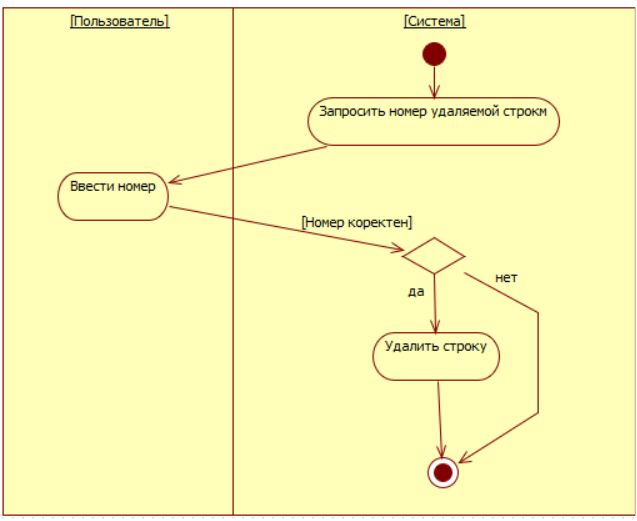 [Пользователь]
[Система]
Запросить номер удаляемой строкм
Ввести номер
[Номер коректен]
нет
да
Удалить строку